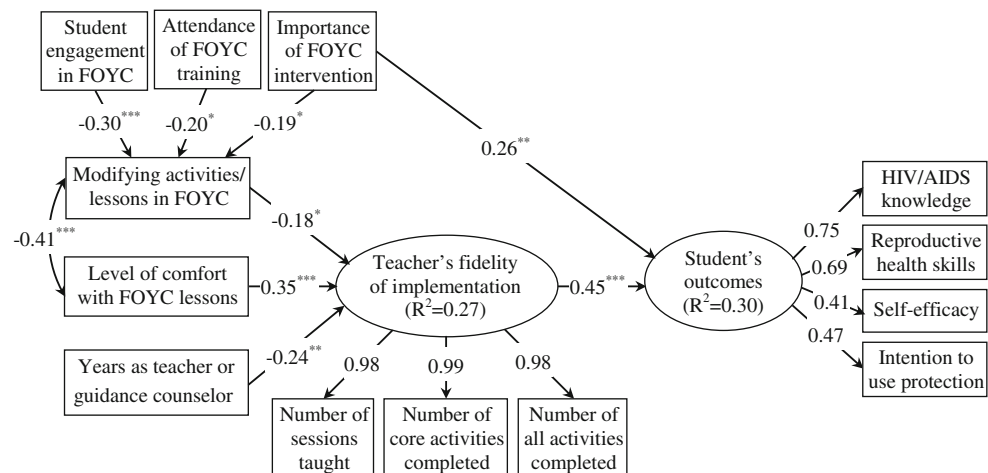 Student
engagement
in FOYC
Attendance
of FOYC
training
Importance
of FOYC
intervention
-0.30***
-0.20*
-0.19*
0.26**
Modifying activities/
lessons in FOYC
-0.41***
-0.18*
Level of comfort
with FOYC lessons
0.35***
Years as teacher or
guidance counselor
-0.24**
Teacher's fidelity
of implementation
(R²=0.27)
0.45***
Student's
outcomes
(R²=0.30)
0.98
0.99
0.98
Number of
sessions
taught
Number of
core activities
completed
Number of
all activities
completed
0.75
0.69
0.41
0.47
HIV/AIDS
knowledge
Reproductive
health skills
Self-efficacy
Intention to
use protection